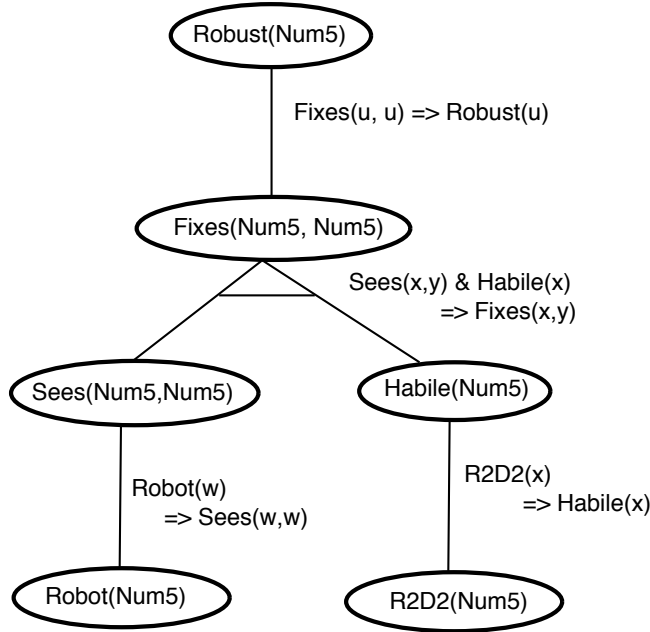 Robust(Num5)
Fixes(u, u) => Robust(u)
Fixes(Num5, Num5)
Sees(x,y) & Habile(x)
=> Fixes(x,y)
Sees(Num5,Num5)
Habile(Num5)
Robot(w)
=> Sees(w,w)
R2D2(x)
=> Habile(x)
Robot(Num5)
R2D2(Num5)